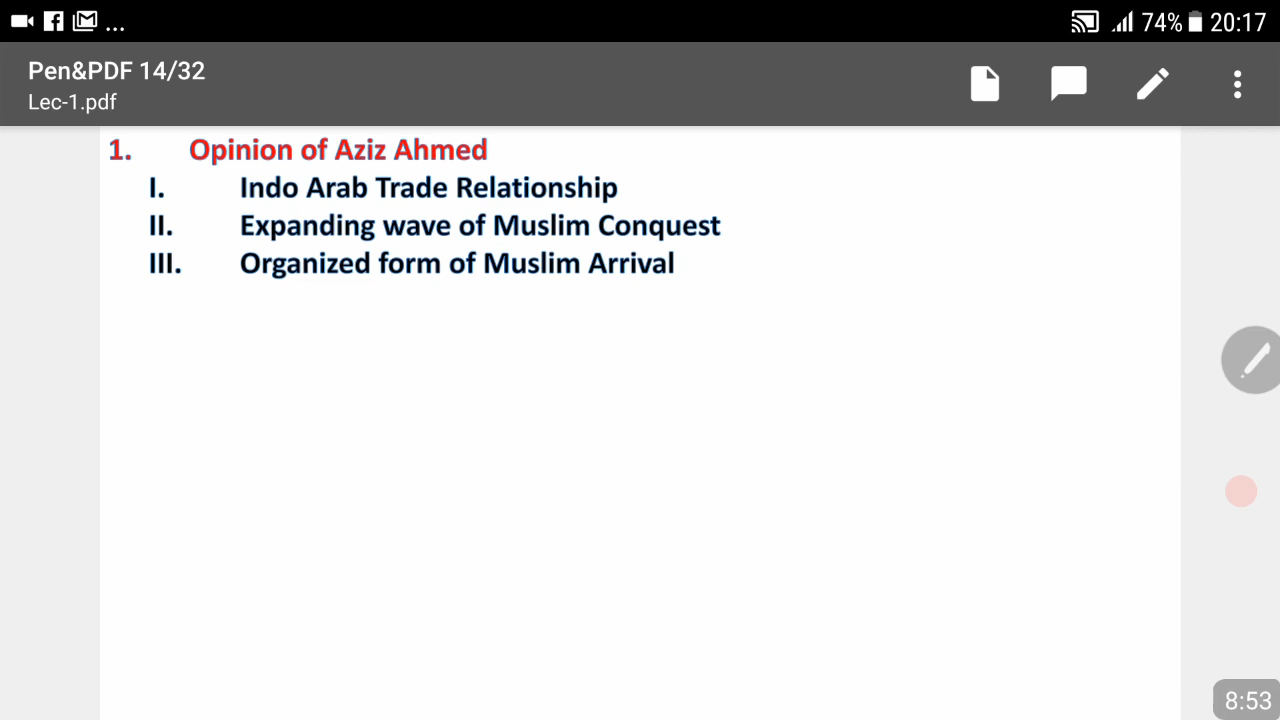 ... 74% 20:17
Pen&PDF 14/32
Lec-1.pdf
1. Opinion of Aziz Ahmed
I. Indo Arab Trade Relationship
II. Expanding wave of Muslim Conquest
III. Organized form of Muslim Arrival
8:53